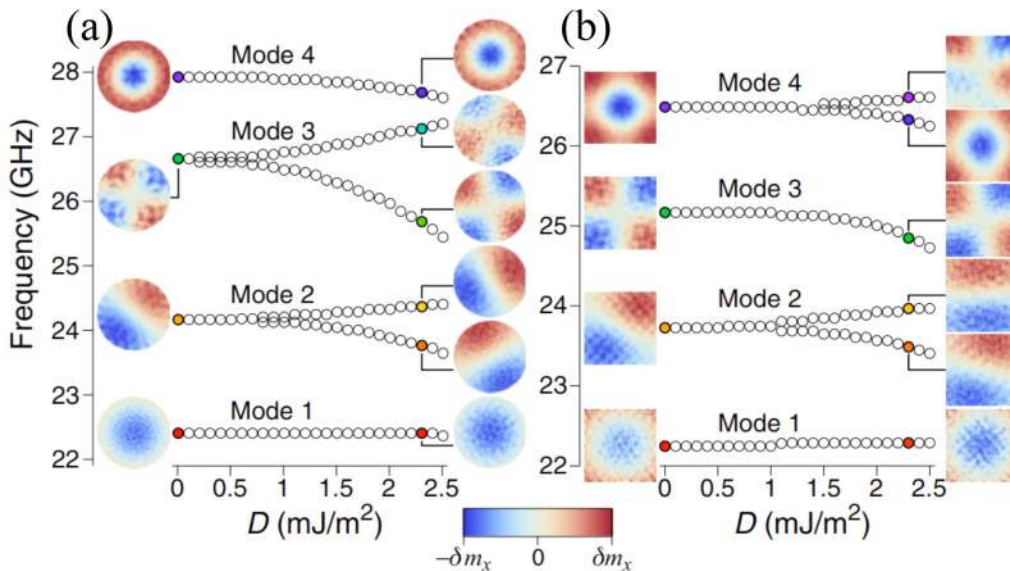 (a)
Mode 4
Mode 3
Mode 2
Mode 1
Frequency (GHz)
28
27
26
25
24
23
22
0 0.5 1 1.5 2 2.5
D (mJ/m²)
(b)
Mode 4
Mode 3
Mode 2
Mode 1
27
26
25
24
23
22
0 0.5 1 1.5 2 2.5
D (mJ/m²)
−δmₓ 0 δmₓ